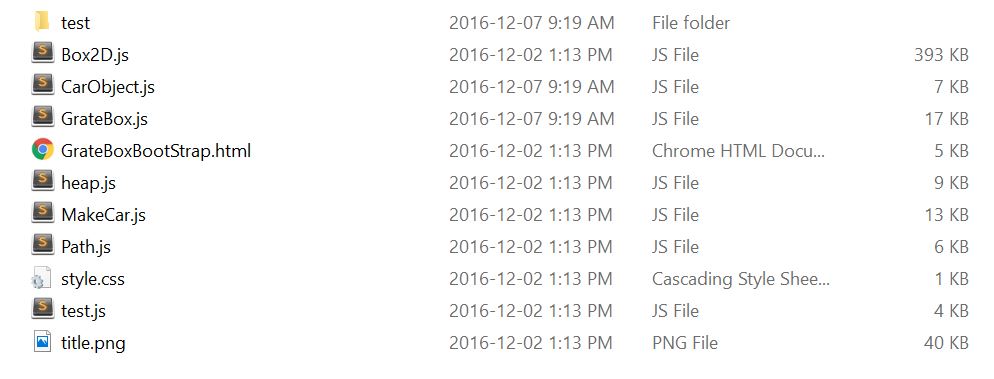 test 2016-12-07 9:19 AM File folder
Box2D.js 2016-12-02 1:13 PM JS File 393 KB
CarObject.js 2016-12-07 9:19 AM JS File 7 KB
GrateBox.js 2016-12-07 9:19 AM JS File 17 KB
GrateBoxBootStrap.html 2016-12-02 1:13 PM Chrome HTML Docu... 5 KB
heap.js 2016-12-02 1:13 PM JS File 9 KB
MakeCar.js 2016-12-02 1:13 PM JS File 13 KB
Path.js 2016-12-02 1:13 PM JS File 6 KB
style.css 2016-12-02 1:13 PM Cascading Style Shee... 1 KB
test.js 2016-12-02 1:13 PM JS File 4 KB
title.png 2016-12-02 1:13 PM PNG File 40 KB